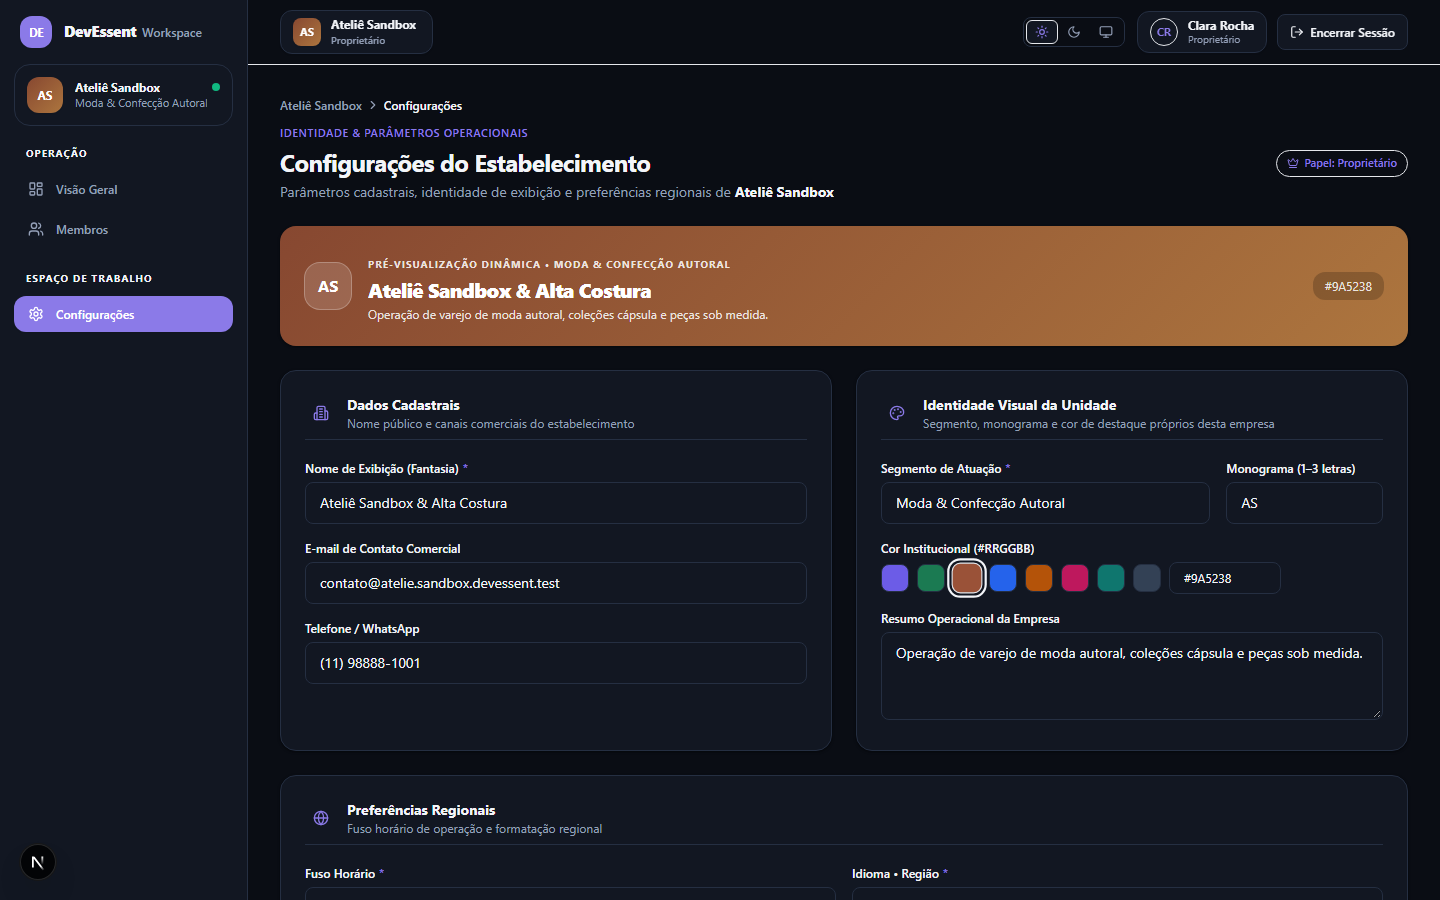 DE DevEssent Workspace
AS Ateliê Sandbox
Moda & Confecção Autoral
OPERAÇÃO
Visão Geral
Membros
ESPAÇO DE TRABALHO
Configurações
N
AS Ateliê Sandbox
Proprietário
CR Clara Rocha
Proprietário
Encerrar Sessão
Ateliê Sandbox > Configurações
IDENTIDADE & PARÂMETROS OPERACIONAIS
Configurações do Estabelecimento
Parâmetros cadastrais, identidade de exibição e preferências regionais de Ateliê Sandbox
Papel: Proprietário
AS
PRÉ-VISUALIZAÇÃO DINÂMICA • MODA & CONFECÇÃO AUTORAL
Ateliê Sandbox & Alta Costura
Operação de varejo de moda autoral, coleções cápsula e peças sob medida.
#9A5238
Dados Cadastrais
Nome público e canais comerciais do estabelecimento
Nome de Exibição (Fantasia) *
Ateliê Sandbox & Alta Costura
E-mail de Contato Comercial
contato@atelie.sandbox.devessent.test
Telefone / WhatsApp
(11) 98888-1001
Identidade Visual da Unidade
Segmento, monograma e cor de destaque próprios desta empresa
Segmento de Atuação *
Moda & Confecção Autoral
Monograma (1–3 letras)
AS
Cor Institucional (#RRGGBB)
#9A5238
Resumo Operacional da Empresa
Operação de varejo de moda autoral, coleções cápsula e peças sob medida.
Preferências Regionais
Fuso horário de operação e formatação regional
Fuso Horário *
Idioma • Região *